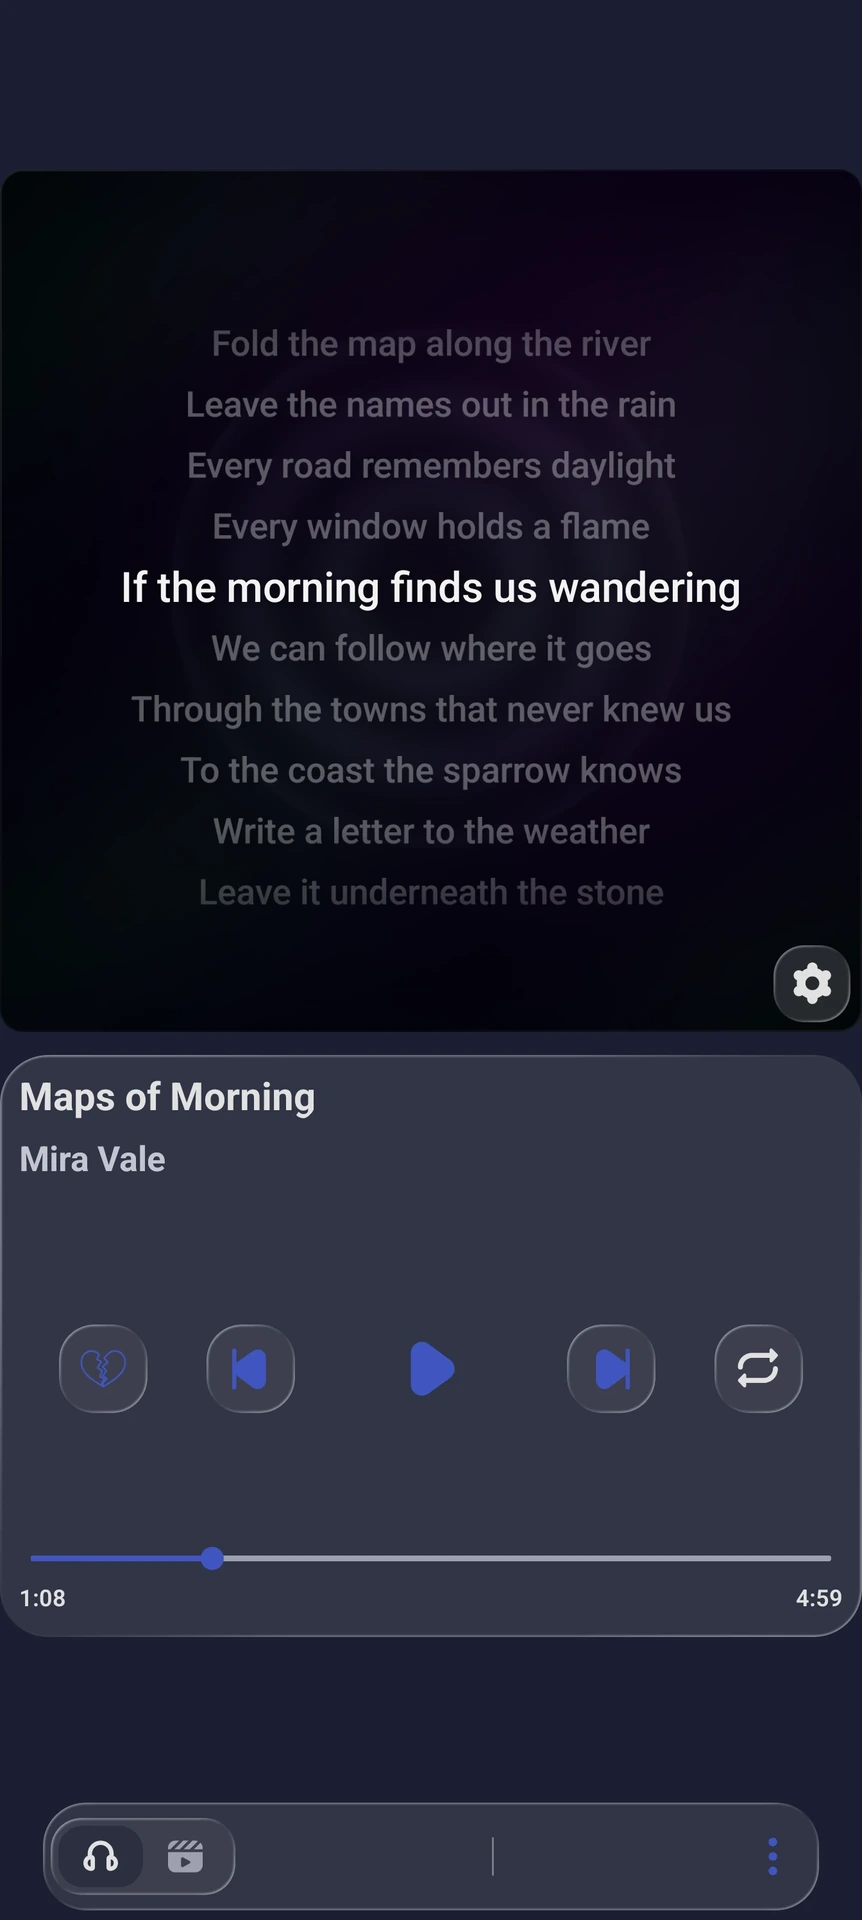 Fold the map along the river
Leave the names out in the rain
Every road remembers daylight
Every window holds a flame
If the morning finds us wandering
We can follow where it goes
Through the towns that never knew us
To the coast the sparrow knows
Write a letter to the weather
Leave it underneath the stone
Maps of Morning
Mira Vale
1:08
4:59